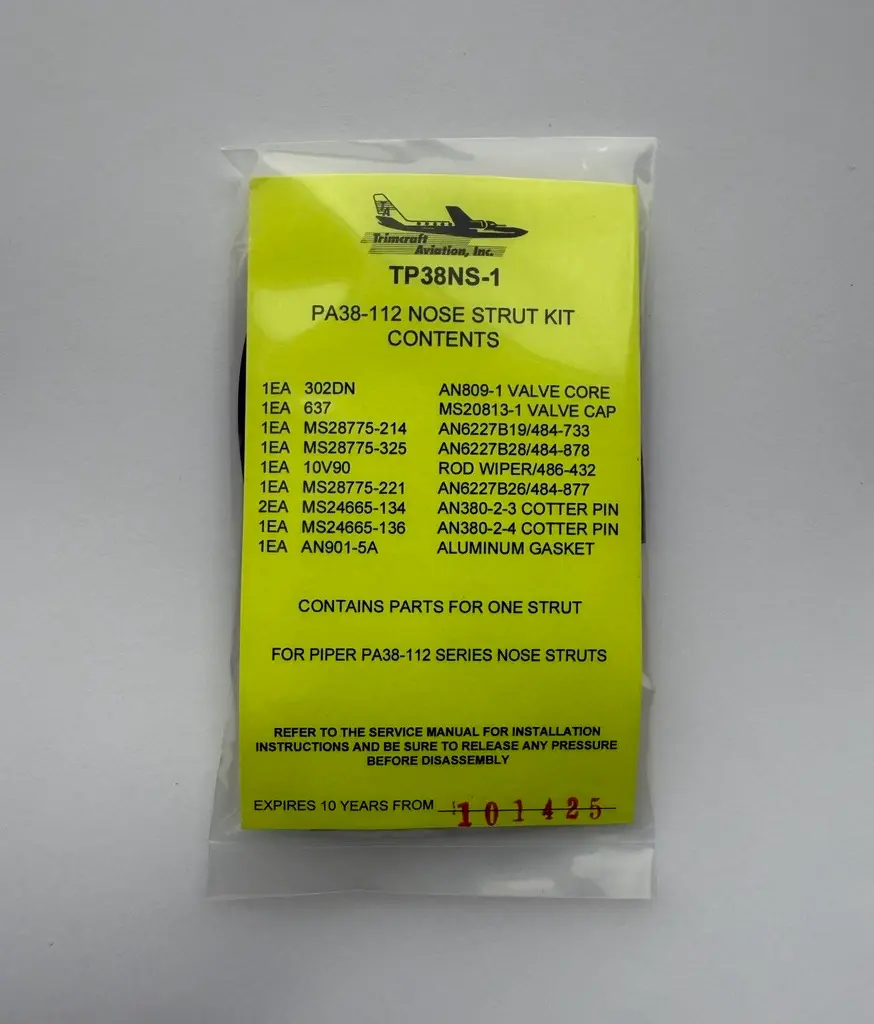 TA
Trimcraft
Aviation, Inc.
TP38NS-1
PA38-112 NOSE STRUT KIT
CONTENTS
1EA 302DN AN809-1 VALVE CORE
1EA 637 MS20813-1 VALVE CAP
1EA MS28775-214 AN6227B19/484-733
1EA MS28775-325 AN6227B28/484-878
1EA 10V90 ROD WIPER/486-432
1EA MS28775-221 AN6227B26/484-877
2EA MS24665-134 AN380-2-3 COTTER PIN
1EA MS24665-136 AN380-2-4 COTTER PIN
1EA AN901-5A ALUMINUM GASKET
CONTAINS PARTS FOR ONE STRUT
FOR PIPER PA38-112 SERIES NOSE STRUTS
REFER TO THE SERVICE MANUAL FOR INSTALLATION
INSTRUCTIONS AND BE SURE TO RELEASE ANY PRESSURE
BEFORE DISASSEMBLY
EXPIRES 10 YEARS FROM 101425